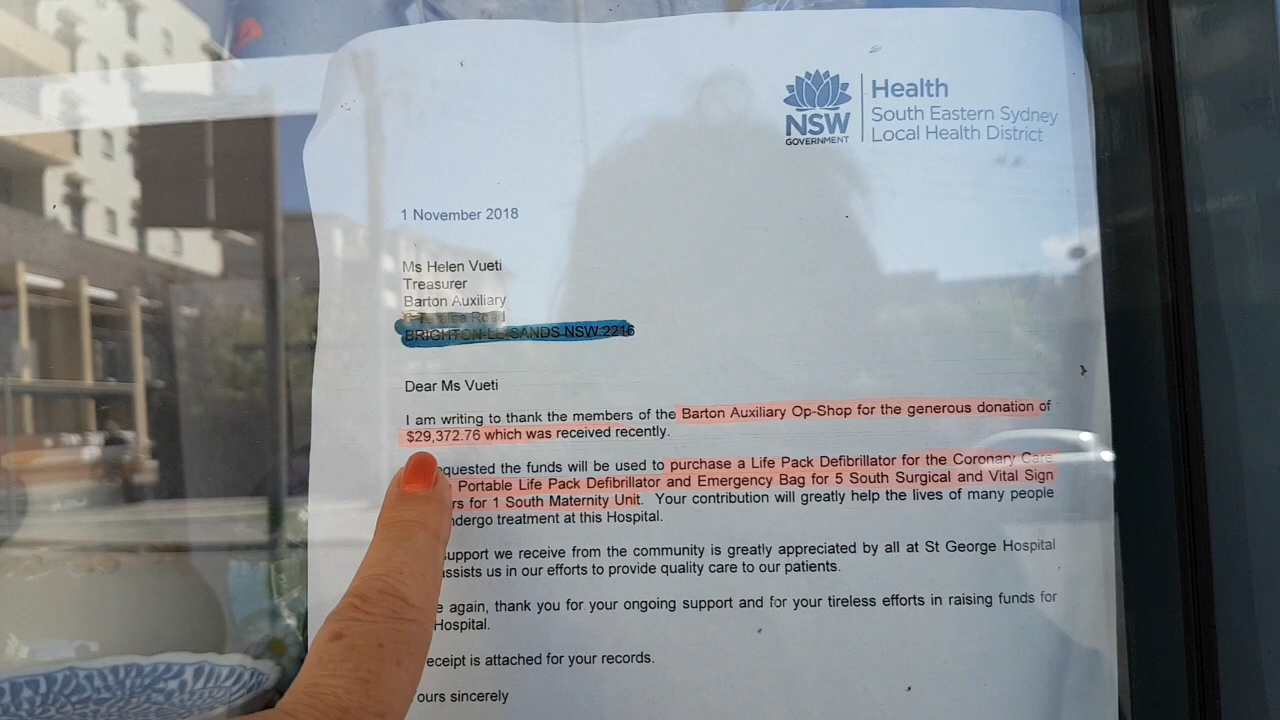 Health
South Eastern Sydney
Local Health District
NSW
GOVERNMENT
1 November 2018
Ms Helen Vueti
Treasurer
Barton Auxiliary
BRIGHTON-LE-SANDS NSW 2216
Dear Ms Vueti
I am writing to thank the members of the Barton Auxiliary Op-Shop for the generous donation of
$29,372.76 which was received recently.
equested the funds will be used to purchase a Life Pack Defibrillator for the Coronary Care
Portable Life Pack Defibrillator and Emergency Bag for 5 South Surgical and Vital Sign
rs for 1 South Maternity Unit. Your contribution will greatly help the lives of many people
ndergo treatment at this Hospital.
upport we receive from the community is greatly appreciated by all at St George Hospital
ssists us in our efforts to provide quality care to our patients.
e again, thank you for your ongoing support and for your tireless efforts in raising funds for
Hospital.
eceipt is attached for your records.
ours sincerely